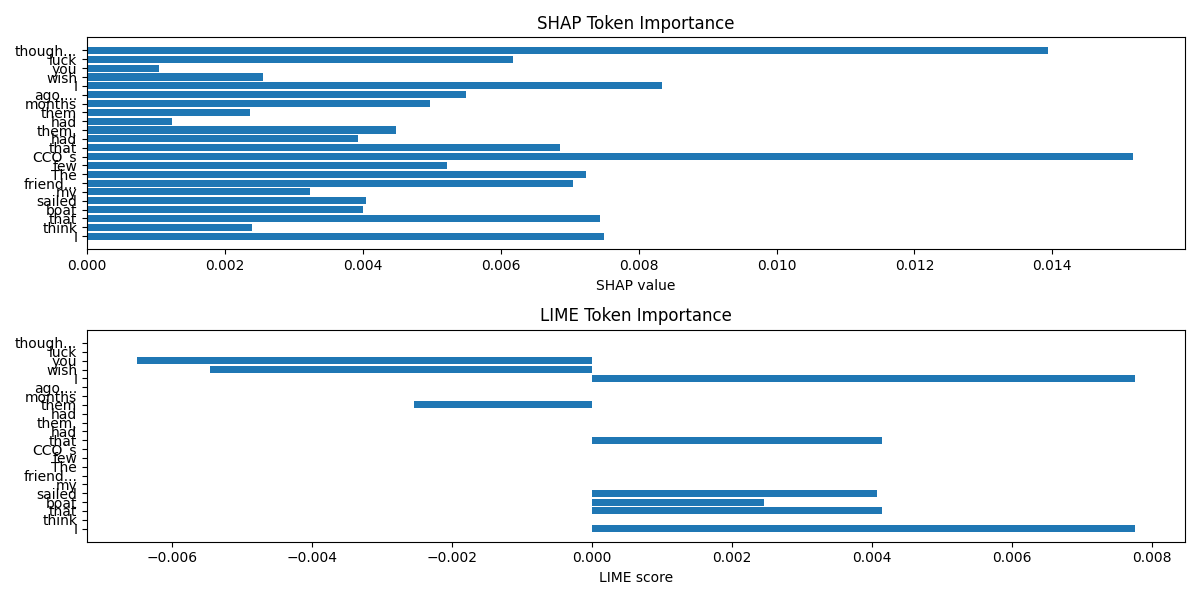 SHAP Token Importance
though...
luck
you
wish
I
ago....
months
them
had
them,
had
that
CCO`s
few
The
friend...
my
sailed
boat
that
think
I
0.000 0.002 0.004 0.006 0.008 0.010 0.012 0.014
SHAP value
LIME Token Importance
though...
luck
you
wish
I
ago....
months
them
had
them,
had
that
CCO`s
few
The
friend...
my
sailed
boat
that
think
I
−0.006 −0.004 −0.002 0.000 0.002 0.004 0.006 0.008
LIME score